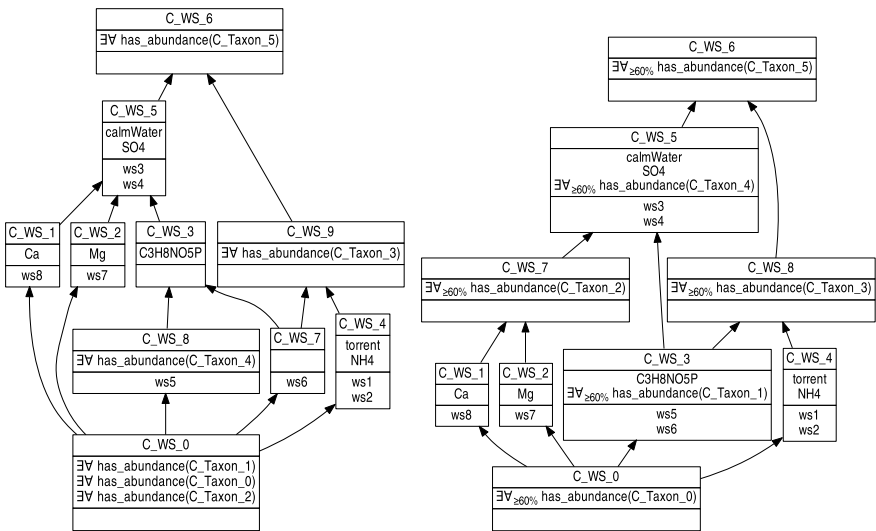 C_WS_6
∃∀ has_abundance(C_Taxon_5)
C_WS_5
calmWater
SO4
ws3
ws4
C_WS_1
Ca
ws8
C_WS_2
Mg
ws7
C_WS_3
C3H8NO5P
C_WS_9
∃∀ has_abundance(C_Taxon_3)
C_WS_8
∃∀ has_abundance(C_Taxon_4)
ws5
C_WS_7
ws6
C_WS_4
torrent
NH4
ws1
ws2
C_WS_0
∃∀ has_abundance(C_Taxon_1)
∃∀ has_abundance(C_Taxon_0)
∃∀ has_abundance(C_Taxon_2)
C_WS_6
∃∀≥60% has_abundance(C_Taxon_5)
C_WS_5
calmWater
SO4
∃∀≥60% has_abundance(C_Taxon_4)
ws3
ws4
C_WS_7
∃∀≥60% has_abundance(C_Taxon_2)
C_WS_8
∃∀≥60% has_abundance(C_Taxon_3)
C_WS_1
Ca
ws8
C_WS_2
Mg
ws7
C_WS_3
C3H8NO5P
∃∀≥60% has_abundance(C_Taxon_1)
ws5
ws6
C_WS_4
torrent
NH4
ws1
ws2
C_WS_0
∃∀≥60% has_abundance(C_Taxon_0)